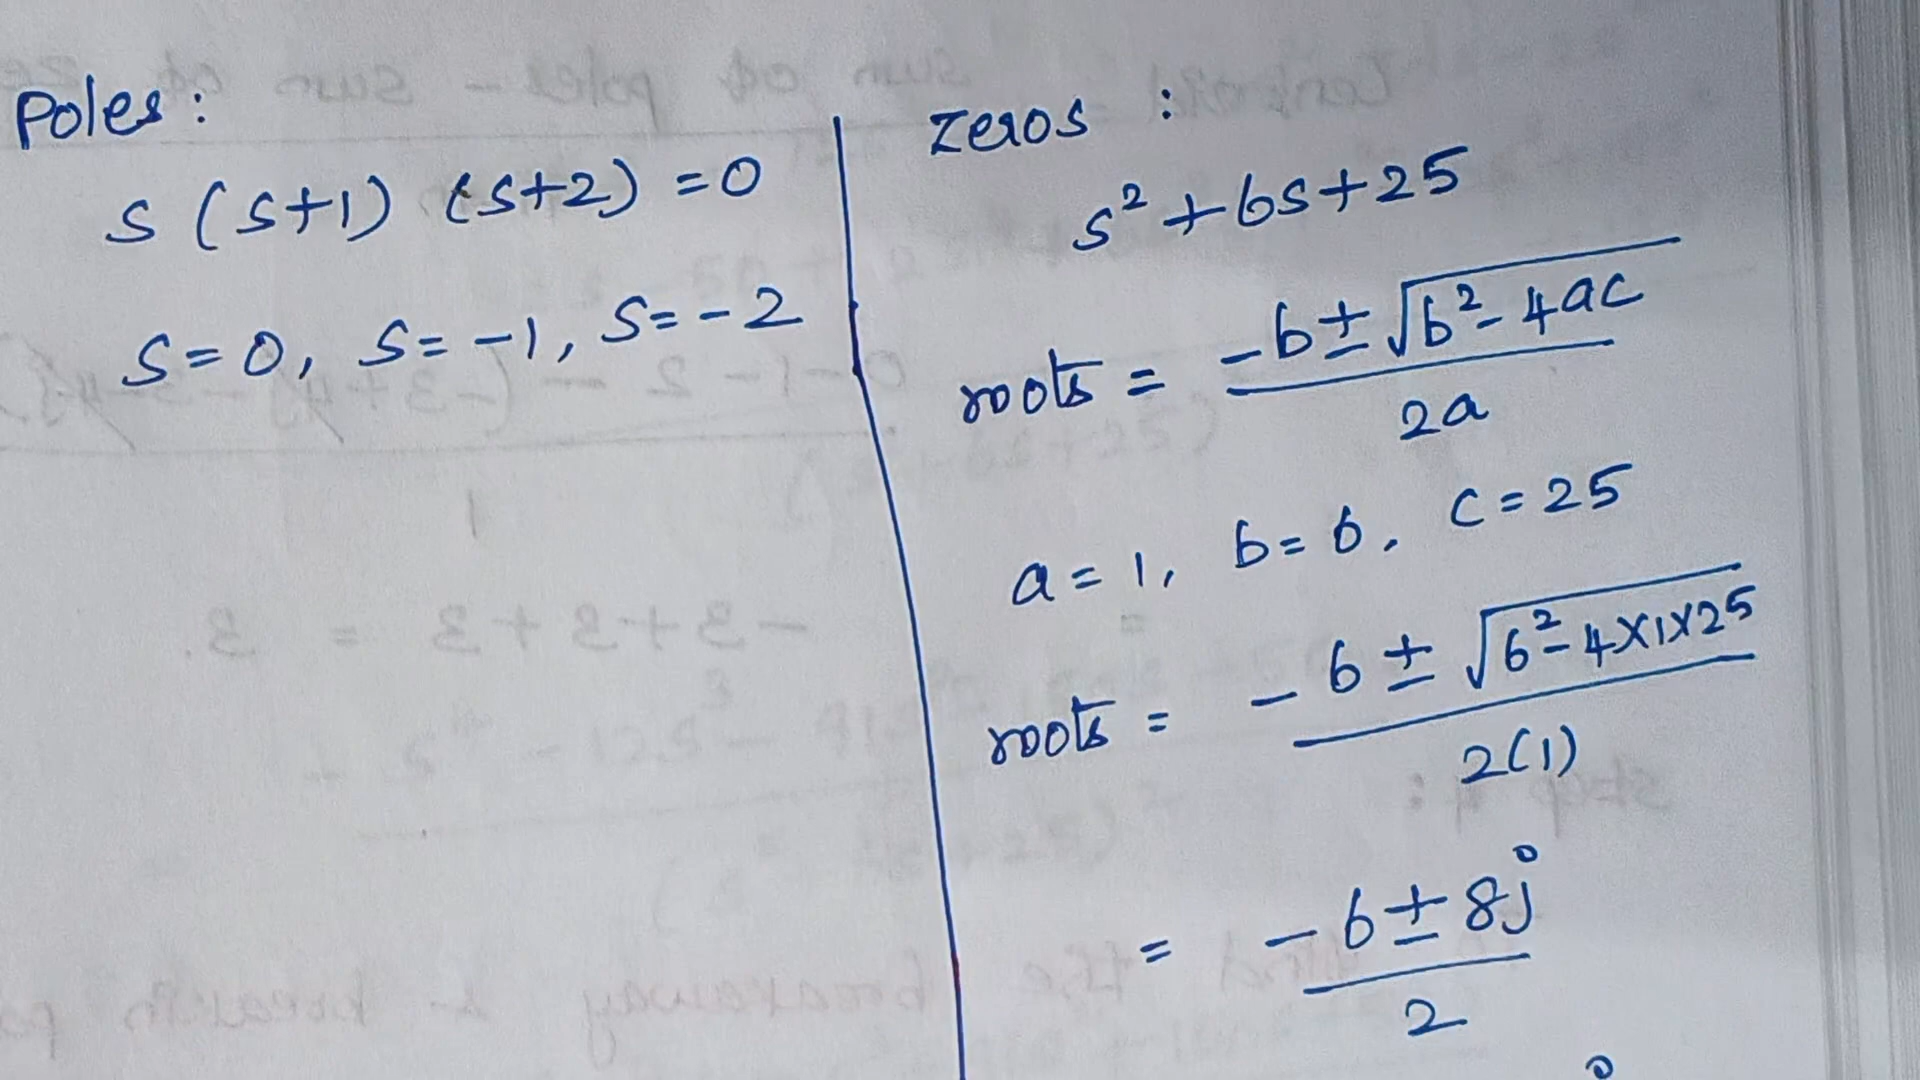 Poles:
s (s+1) (s+2) = 0
s=0, s=-1, s=-2
Zeros :
s² + 6s + 25
roots = -b ± √b² - 4ac / 2a
a = 1, b = 6, c = 25
roots = -6 ± √6² - 4×1×25 / 2(1)
= -6 ± 8j / 2